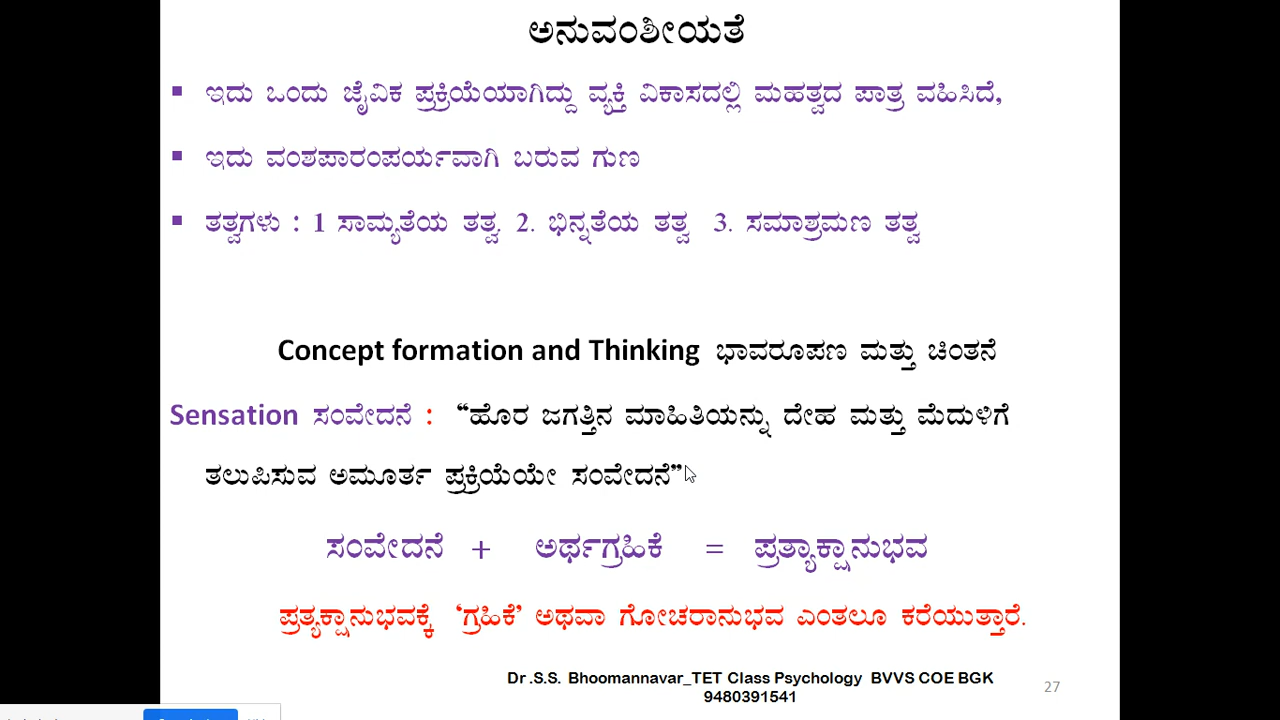 ಅನುವಂಶೀಯತೆ
▪ ಇದು ಒಂದು ಜೈವಿಕ ಪ್ರಕ್ರಿಯೆಯಾಗಿದ್ದು ವ್ಯಕ್ತಿ ವಿಕಾಸದಲ್ಲಿ ಮಹತ್ವದ ಪಾತ್ರ ವಹಿಸಿದೆ,
▪ ಇದು ವಂಶಪಾರಂಪರ್ಯವಾಗಿ ಬರುವ ಗುಣ
▪ ತತ್ವಗಳು : 1 ಸಾಮ್ಯತೆಯ ತತ್ವ. 2. ಭಿನ್ನತೆಯ ತತ್ವ 3. ಸಮಾಶ್ರಮಣ ತತ್ವ
Concept formation and Thinking ಭಾವರೂಪಣ ಮತ್ತು ಚಿಂತನೆ
Sensation ಸಂವೇದನೆ : “ಹೊರ ಜಗತ್ತಿನ ಮಾಹಿತಿಯನ್ನು ದೇಹ ಮತ್ತು ಮೆದುಳಿಗೆ
ತಲುಪಿಸುವ ಅಮೂರ್ತ ಪ್ರಕ್ರಿಯೆಯೇ ಸಂವೇದನೆ”
ಸಂವೇದನೆ + ಅರ್ಥಗ್ರಹಿಕೆ = ಪ್ರತ್ಯಾಕ್ಷಾನುಭವ
ಪ್ರತ್ಯಕ್ಷಾನುಭವಕ್ಕೆ ‘ಗ್ರಹಿಕೆ’ ಅಥವಾ ಗೋಚರಾನುಭವ ಎಂತಲೂ ಕರೆಯುತ್ತಾರೆ.
Dr .S.S. Bhoomannavar_TET Class Psychology BVVS COE BGK
9480391541
27